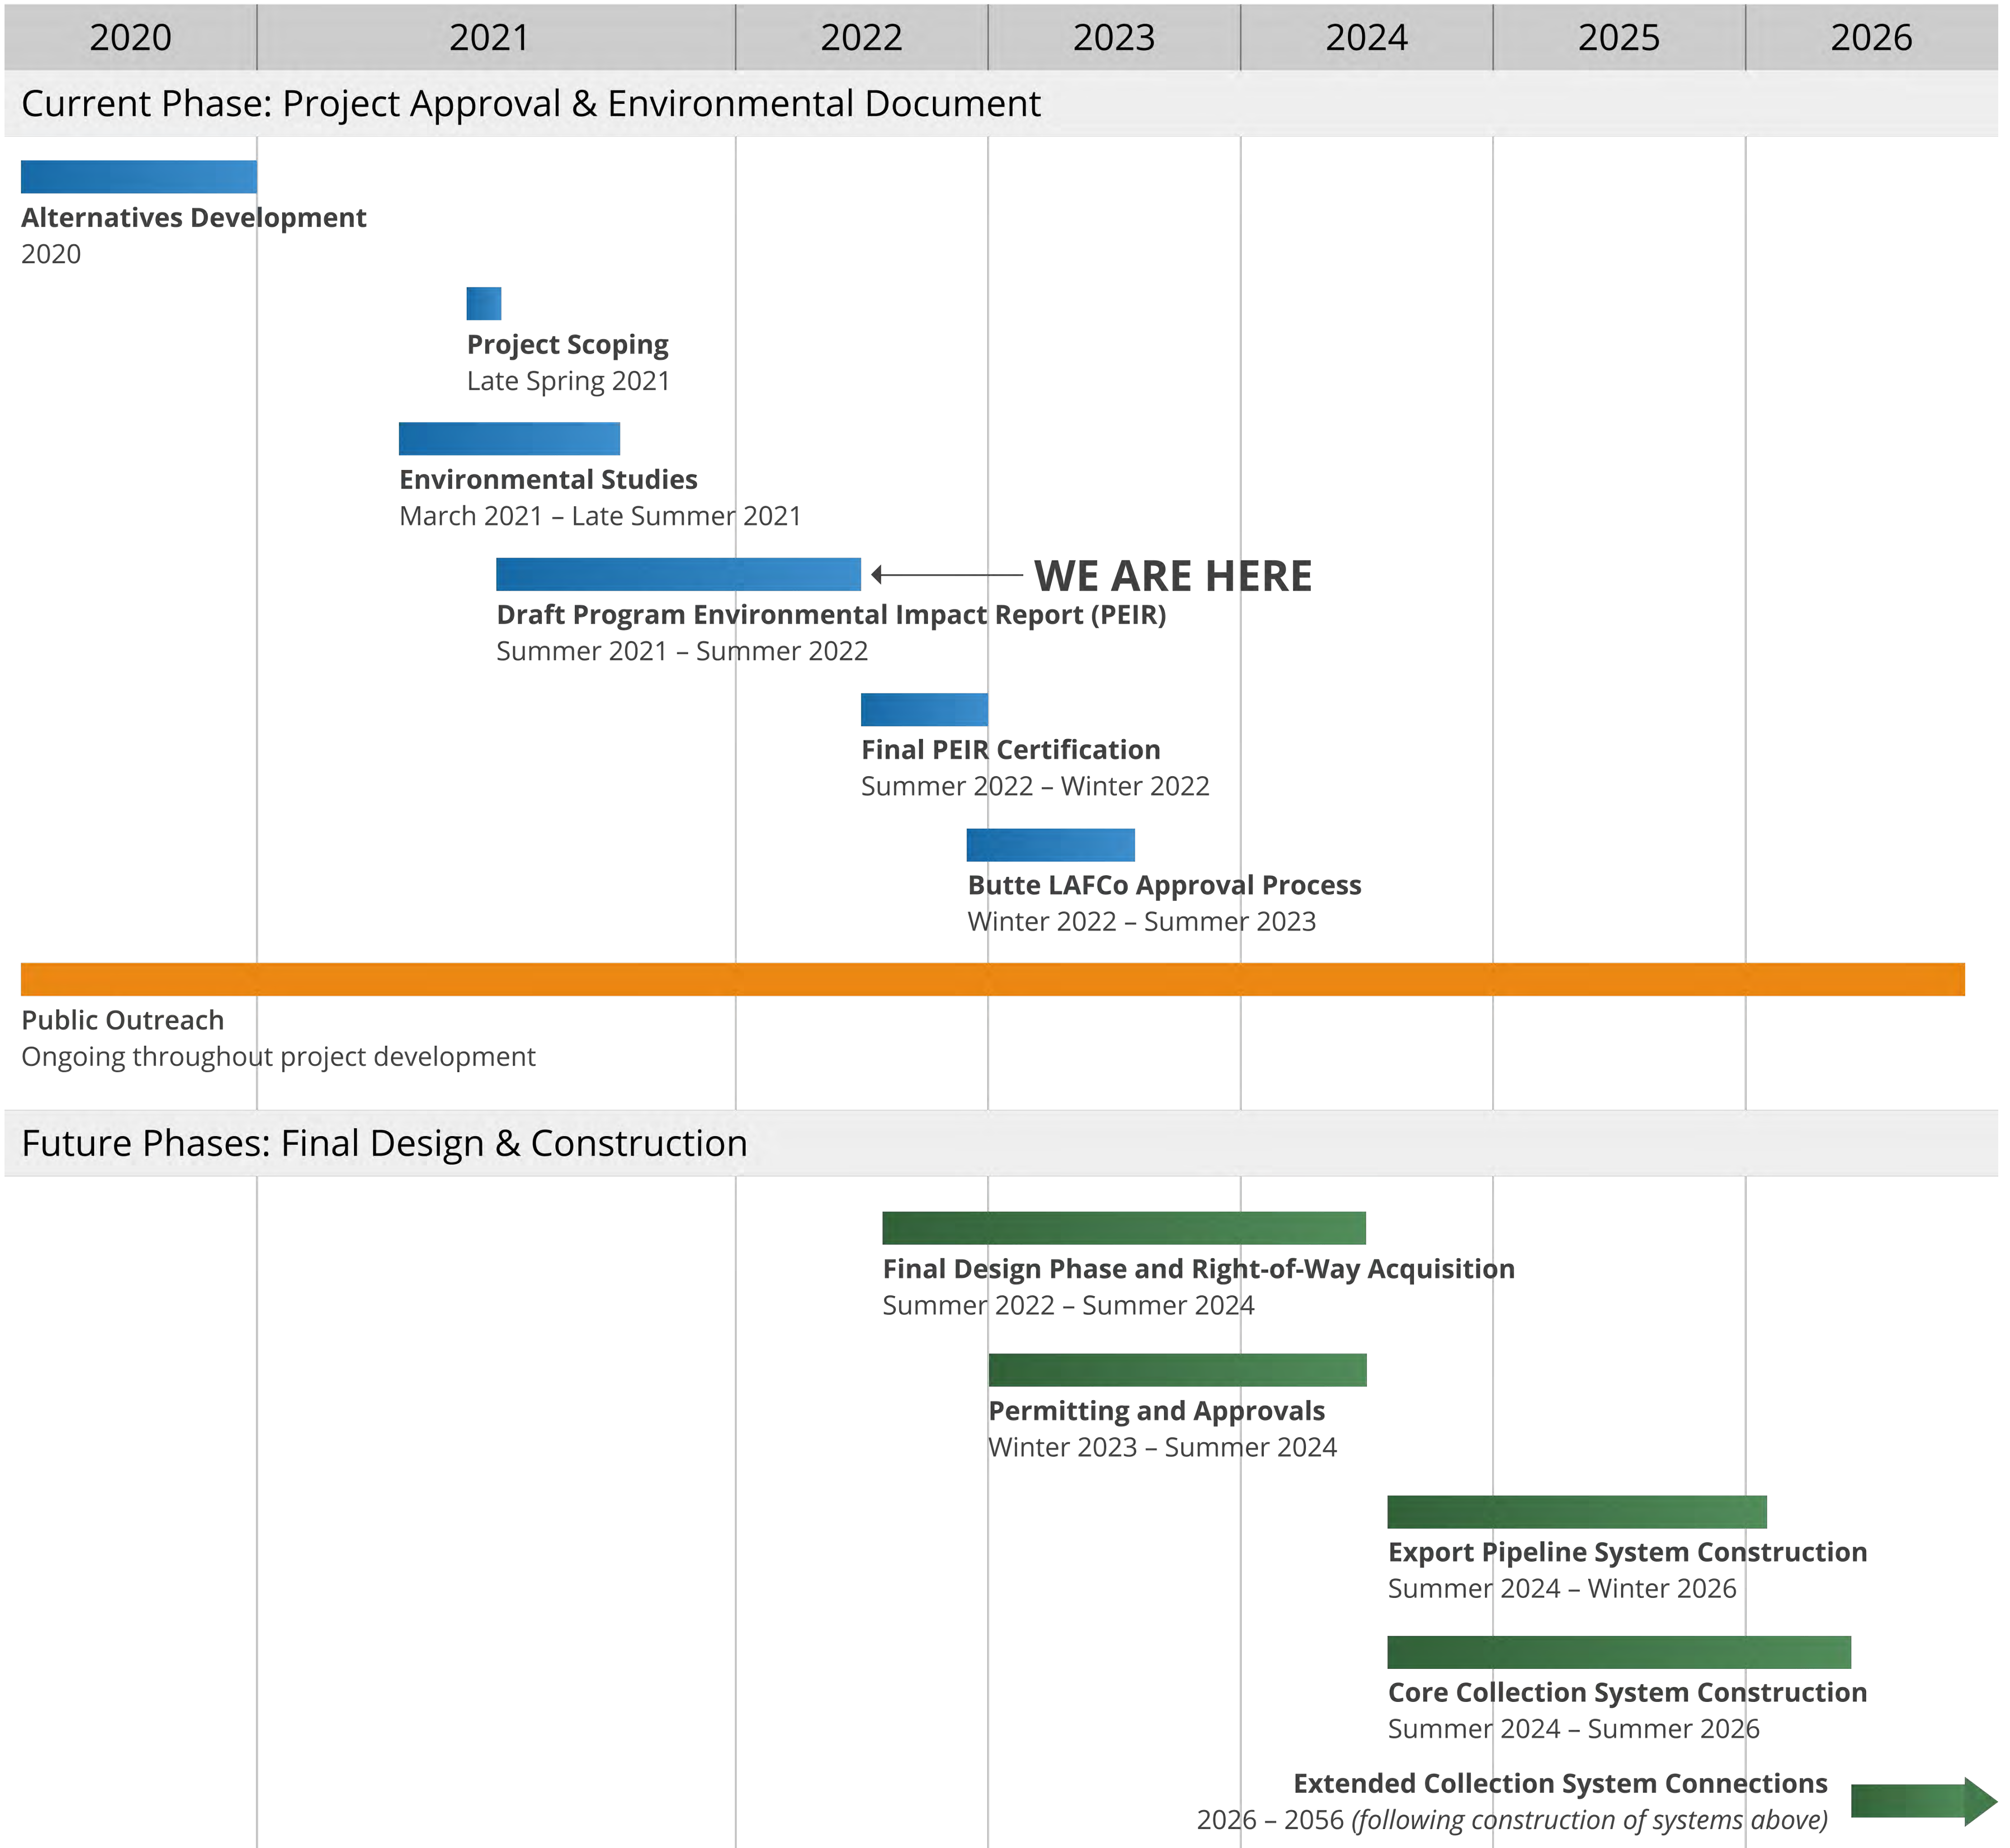 2020 2021 2022 2023 2024 2025 2026
Current Phase: Project Approval & Environmental Document
Alternatives Development
2020
Project Scoping
Late Spring 2021
Environmental Studies
March 2021 – Late Summer 2021
WE ARE HERE
Draft Program Environmental Impact Report (PEIR)
Summer 2021 – Summer 2022
Final PEIR Certification
Summer 2022 – Winter 2022
Butte LAFCo Approval Process
Winter 2022 – Summer 2023
Public Outreach
Ongoing throughout project development
Future Phases: Final Design & Construction
Final Design Phase and Right-of-Way Acquisition
Summer 2022 – Summer 2024
Permitting and Approvals
Winter 2023 – Summer 2024
Export Pipeline System Construction
Summer 2024 – Winter 2026
Core Collection System Construction
Summer 2024 – Summer 2026
Extended Collection System Connections
2026 – 2056 (following construction of systems above)